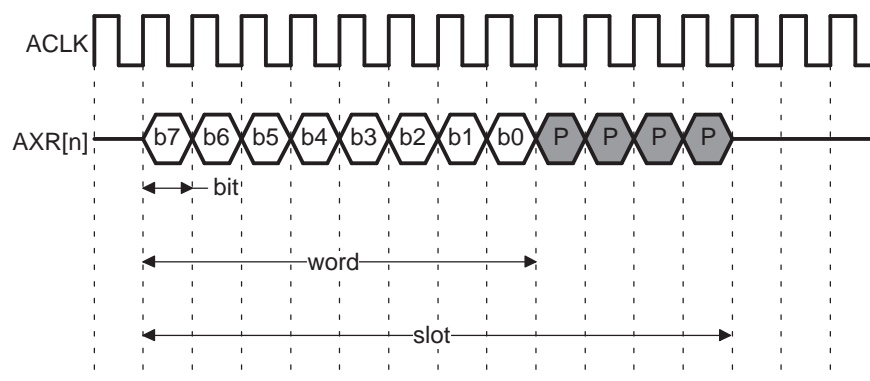 ACLK
AXR[n] b7 b6 b5 b4 b3 b2 b1 b0 P P P P
bit
word
slot